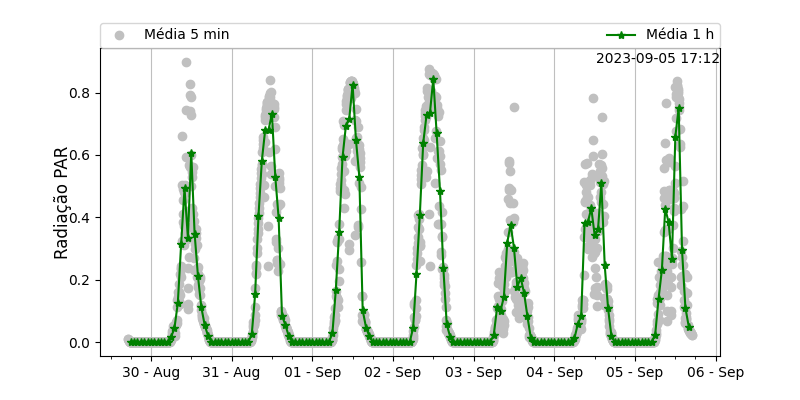 Média 5 min
Média 1 h
2023-09-05 17:12
Radiação PAR
0.8
0.6
0.4
0.2
0.0
30 - Aug
31 - Aug
01 - Sep
02 - Sep
03 - Sep
04 - Sep
05 - Sep
06 - Sep